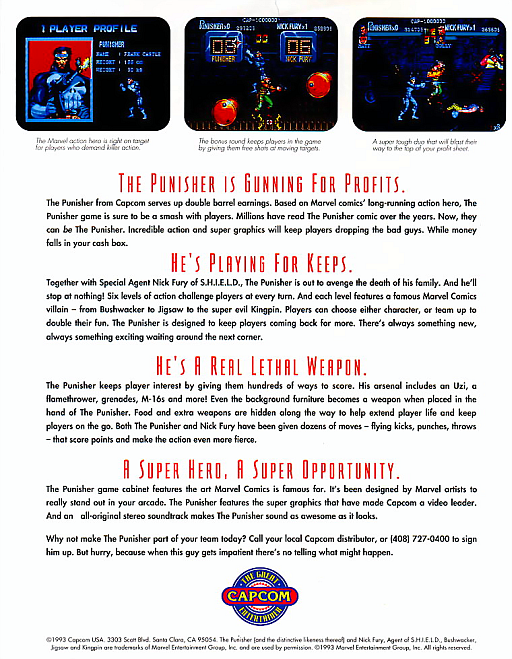 1 PLAYER PROFILE
PUNISHER
NAME : FRANK CASTLE
HEIGHT :
WEIGHT :
CAP-1000000
PUNISHER×0 NICK FURY×1
PUNISHER NICK FURY
CAP-1000000
PUNISHER×0 NICK FURY×1
The Marvel action hero is right on target
for players who demand killer action.
The bonus round keeps players in the game
by giving them free shots at moving targets.
A super tough duo that will blast their
way to the top of your profit sheet.
THE PUNISHER IS GUNNING FOR PROFITS.
The Punisher from Capcom serves up double barrel earnings. Based on Marvel comics' long-running action hero, The
Punisher game is sure to be a smash with players. Millions have read The Punisher comic over the years. Now, they
can be The Punisher. Incredible action and super graphics will keep players dropping the bad guys. While money
falls in your cash box.
HE'S PLAYING FOR KEEPS.
Together with Special Agent Nick Fury of S.H.I.E.L.D., The Punisher is out to avenge the death of his family. And he'll
stop at nothing! Six levels of action challenge players at every turn. And each level features a famous Marvel Comics
villain – from Bushwacker to Jigsaw to the super evil Kingpin. Players can choose either character, or team up to
double their fun. The Punisher is designed to keep players coming back for more. There's always something new,
always something exciting waiting around the next corner.
HE'S A REAL LETHAL WEAPON.
The Punisher keeps player interest by giving them hundreds of ways to score. His arsenal includes an Uzi, a
flamethrower, grenades, M-16s and more! Even the background furniture becomes a weapon when placed in the
hand of The Punisher. Food and extra weapons are hidden along the way to help extend player life and keep
players on the go. Both The Punisher and Nick Fury have been given dozens of moves – flying kicks, punches, throws
– that score points and make the action even more fierce.
A SUPER HERO, A SUPER OPPORTUNITY.
The Punisher game cabinet features the art Marvel Comics is famous for. It's been designed by Marvel artists to
really stand out in your arcade. The Punisher features the super graphics that have made Capcom a video leader.
And an all-original stereo soundtrack makes The Punisher sound as awesome as it looks.
Why not make The Punisher part of your team today? Call your local Capcom distributor, or (408) 727-0400 to sign
him up. But hurry, because when this guy gets impatient there's no telling what might happen.
THE GREAT
CAPCOM
ENTERTAINER
©1993 Capcom USA. 3303 Scott Blvd. Santa Clara, CA 95054. The Punisher (and the distinctive likeness thereof) and Nick Fury, Agent of S.H.I.E.L.D., Bushwacker,
Jigsaw and Kingpin are trademarks of Marvel Entertainment Group, Inc. and are used by permission. ©1993 Marvel Entertainment Group, Inc. All rights reserved.